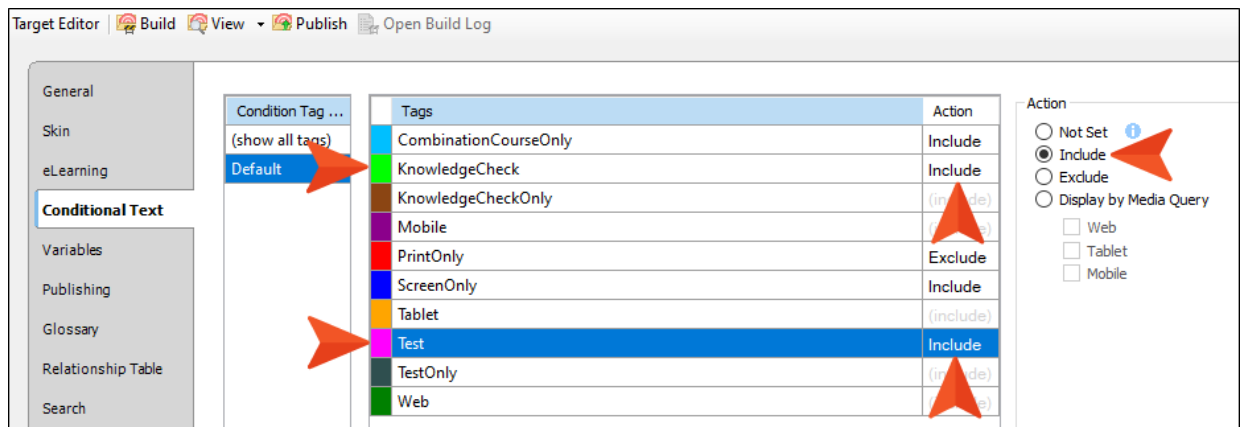 Target Editor Build View Publish Open Build Log
General
Skin
eLearning
Conditional Text
Variables
Publishing
Glossary
Relationship Table
Search
Condition Tag ...
(show all tags)
Default
Tags Action
CombinationCourseOnly Include
KnowledgeCheck Include
KnowledgeCheckOnly
Mobile
PrintOnly Exclude
ScreenOnly Include
Tablet (include)
Test Include
TestOnly
Web
Action
Not Set
Include
Exclude
Display by Media Query
Web
Tablet
Mobile